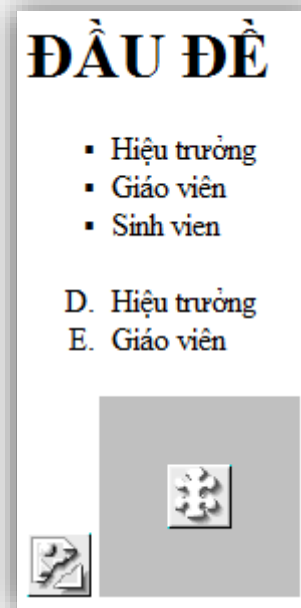 ĐẦU ĐỀ
▪ Hiệu trưởng
▪ Giáo viên
▪ Sinh vien
D. Hiệu trưởng
E. Giáo viên